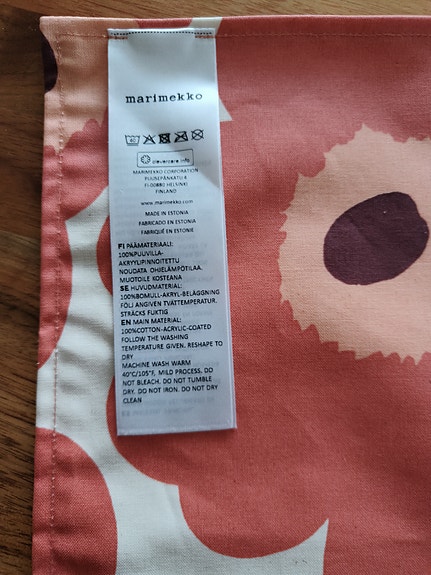 marimekko
40
clevercare.info
MARIMEKKO CORPORATION
PUUSEPÄNKATU 4
FI-00880 HELSINKI
FINLAND
www.marimekko.com
MADE IN ESTONIA
FABRICADO EN ESTONIA
FABRIQUÉ EN ESTONIE
FI PÄÄMATERIAALI:
100%PUUVILLA-
AKRYYLIPINNOITETTU
NOUDATA OHJELÄMPÖTILAA.
MUOTOILE KOSTEANA
SE HUVUDMATERIAL:
100%BOMULL-AKRYL-BELÄGGNING
FÖLJ ANGIVEN TVÄTTEMPERATUR.
STRÄCKS FUKTIG
EN MAIN MATERIAL:
100%COTTON-ACRYLIC-COATED
FOLLOW THE WASHING
TEMPERATURE GIVEN. RESHAPE TO
DRY
MACHINE WASH WARM
40°C/105°F, MILD PROCESS. DO
NOT BLEACH. DO NOT TUMBLE
DRY. DO NOT IRON. DO NOT DRY
CLEAN